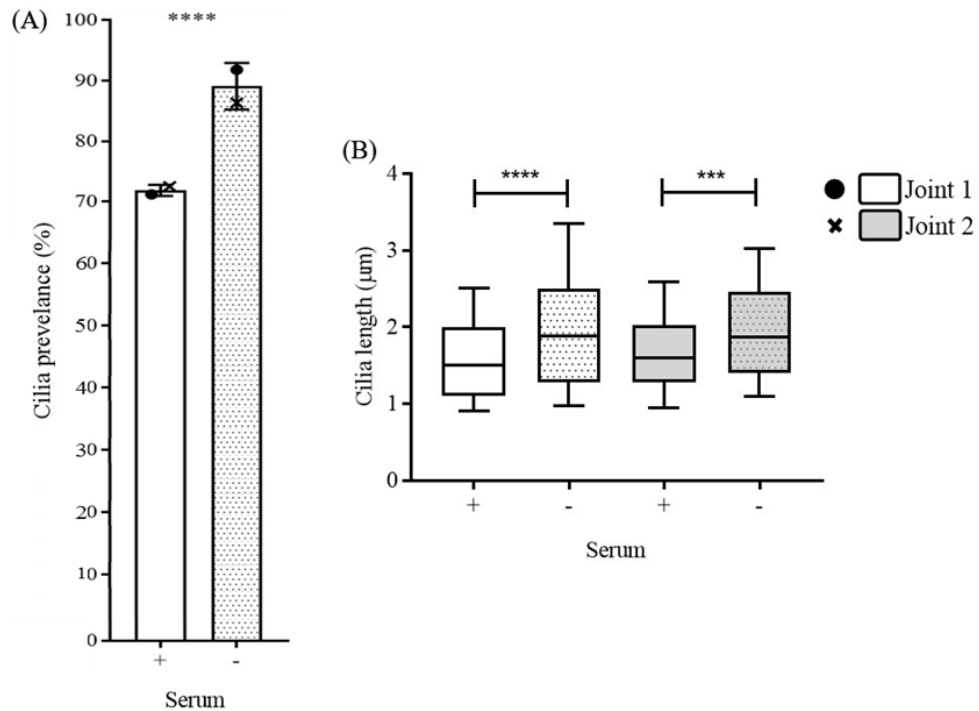 (A)
****
100
90
80
70
60
50
40
30
20
10
0
Cilia prevelance (%)
+ -
Serum
(B)
**** ***
4
3
2
1
0
Cilia length (μm)
+ - + -
Serum
Joint 1
Joint 2